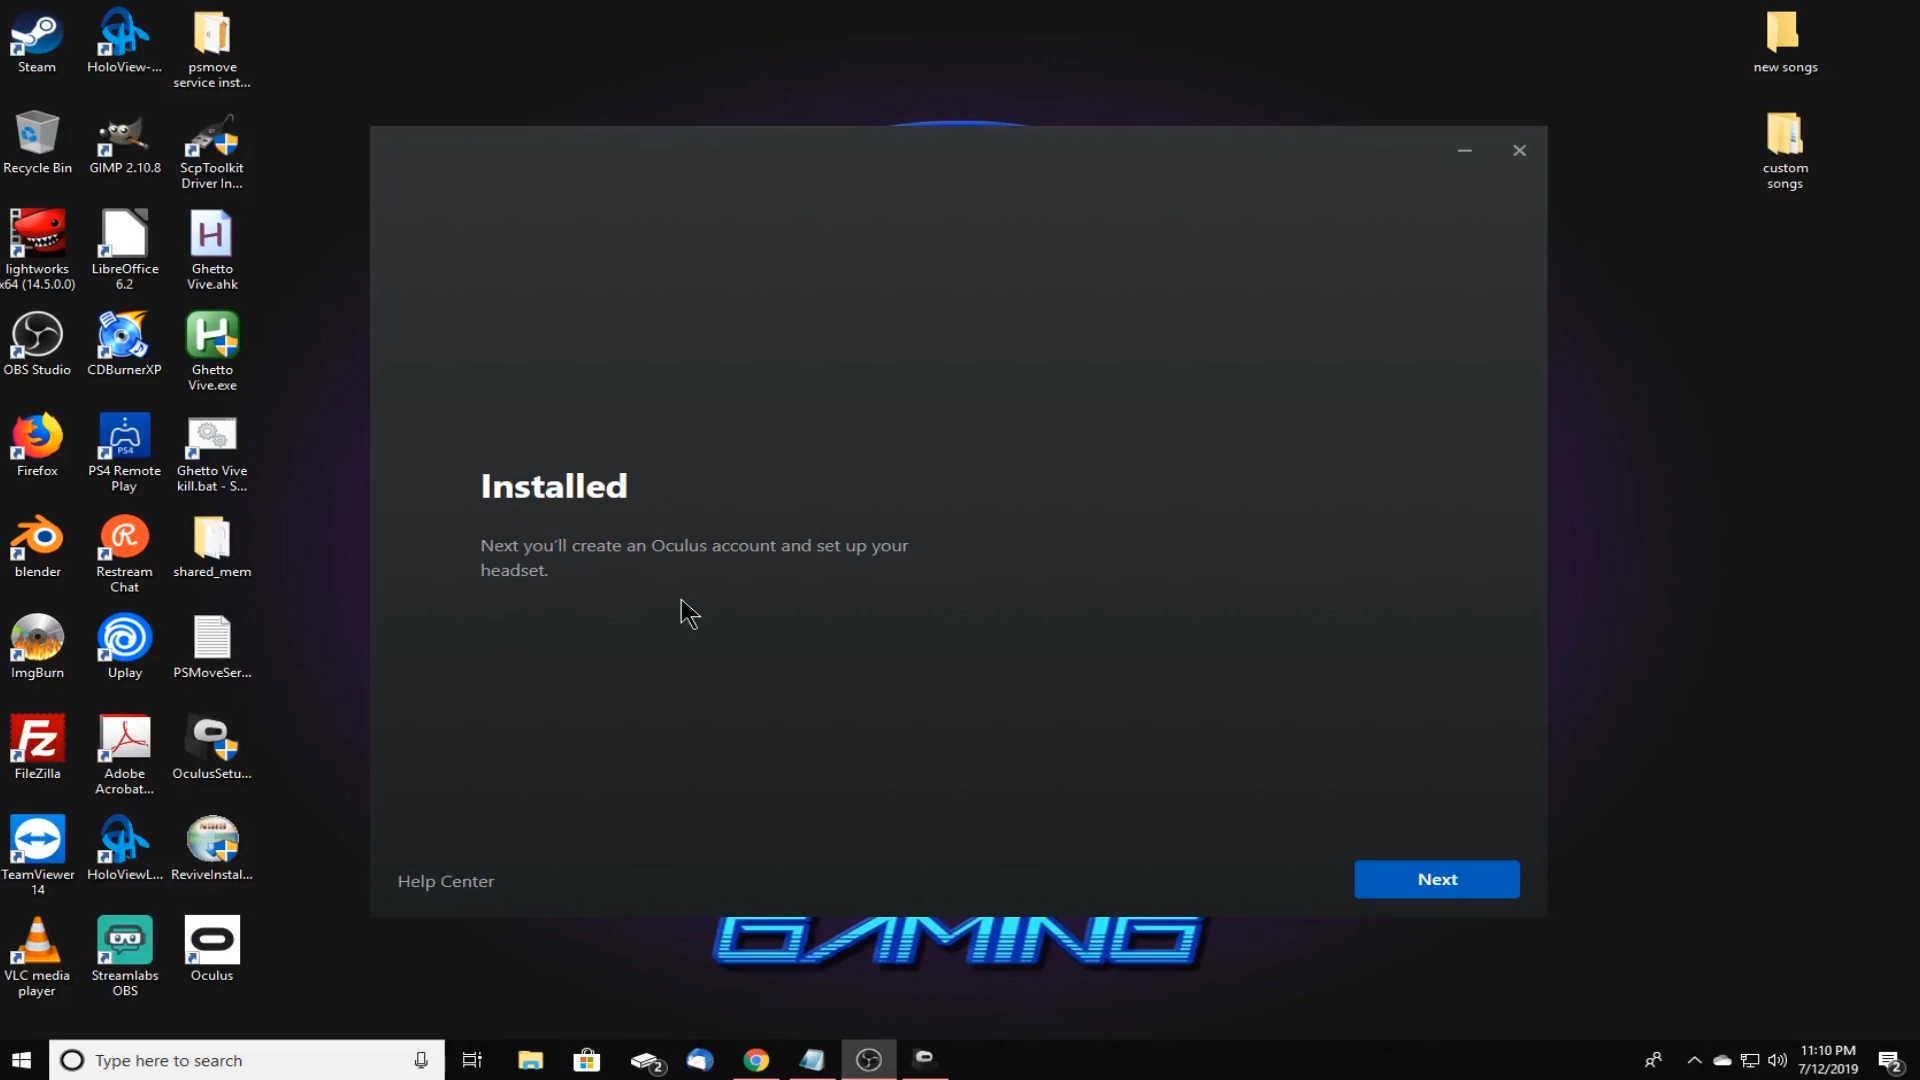 Steam
HoloView-...
psmove
service inst...
new songs
Recycle Bin
GIMP 2.10.8
ScpToolkit
Driver In...
custom
songs
lightworks
x64 (14.5.0.0)
LibreOffice
6.2
Ghetto
Vive.ahk
OBS Studio
CDBurnerXP
Ghetto
Vive.exe
Firefox
PS4
PS4 Remote
Play
Ghetto Vive
kill.bat - S...
blender
Restream
Chat
shared_mem
ImgBurn
Uplay
PSMoveSer...
FileZilla
Adobe
Acrobat...
OculusSetu...
TeamViewer
14
HoloViewL...
ReviveInstal...
VLC media
player
Streamlabs
OBS
Oculus
Installed
Next you'll create an Oculus account and set up your
headset.
Help Center
Next
GAMING
Type here to search
2
11:10 PM
7/12/2019
2